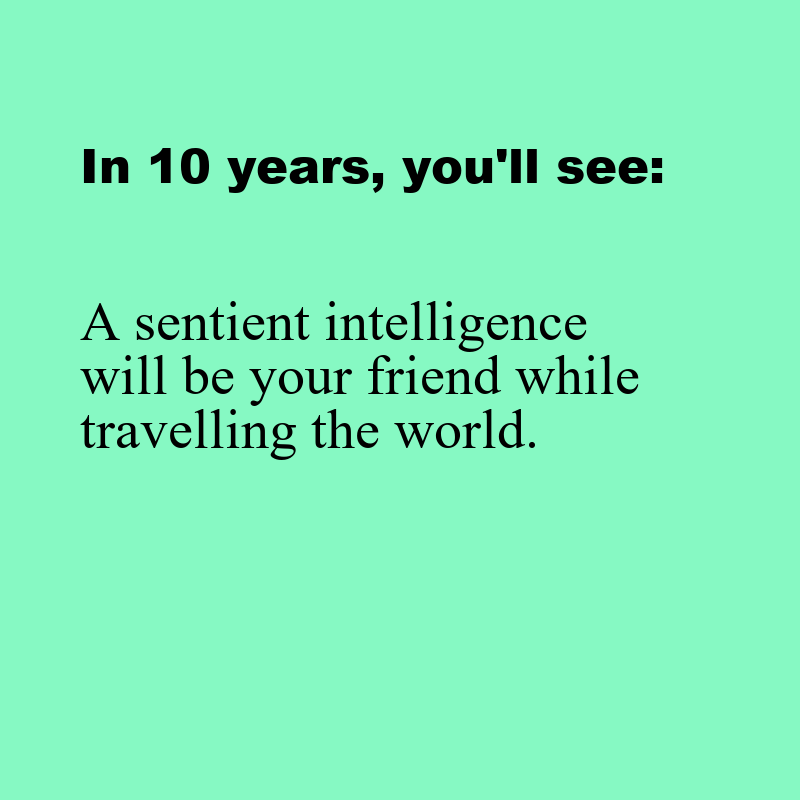 In 10 years, you'll see:
A sentient intelligence
will be your friend while
travelling the world.